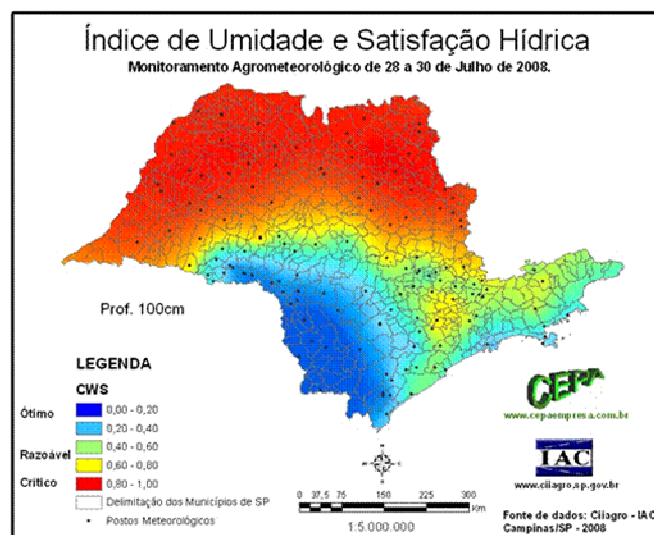 Índice de Umidade e Satisfação Hídrica
Monitoramento Agrometeorológico de 28 a 30 de Julho de 2008.
Prof. 100cm
LEGENDA
CWS
Ótimo
0,00 - 0,20
0,20 - 0,40
Razoável
0,40 - 0,60
0,60 - 0,80
Crítico
0,80 - 1,00
Delimitação dos Municípios de SP
Postos Meteorológicos
0 37,5 75 150 225 300
Km
1:5.000.000
CEPA
www.cepaempresa.com.br
IAC
www.ciiagro.sp.gov.br
Fonte de dados: Ciiagro - IAC
Campinas/SP - 2008